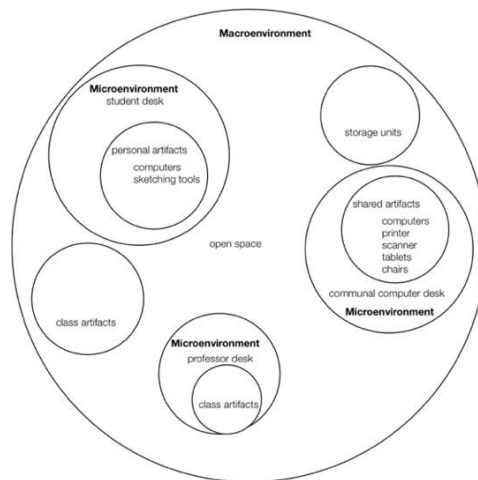 Macroenvironment
Microenvironment
student desk
personal artifacts
computers
sketching tools
storage units
shared artifacts
computers
printer
scanner
tablets
chairs
communal computer desk
Microenvironment
open space
class artifacts
Microenvironment
professor desk
class artifacts